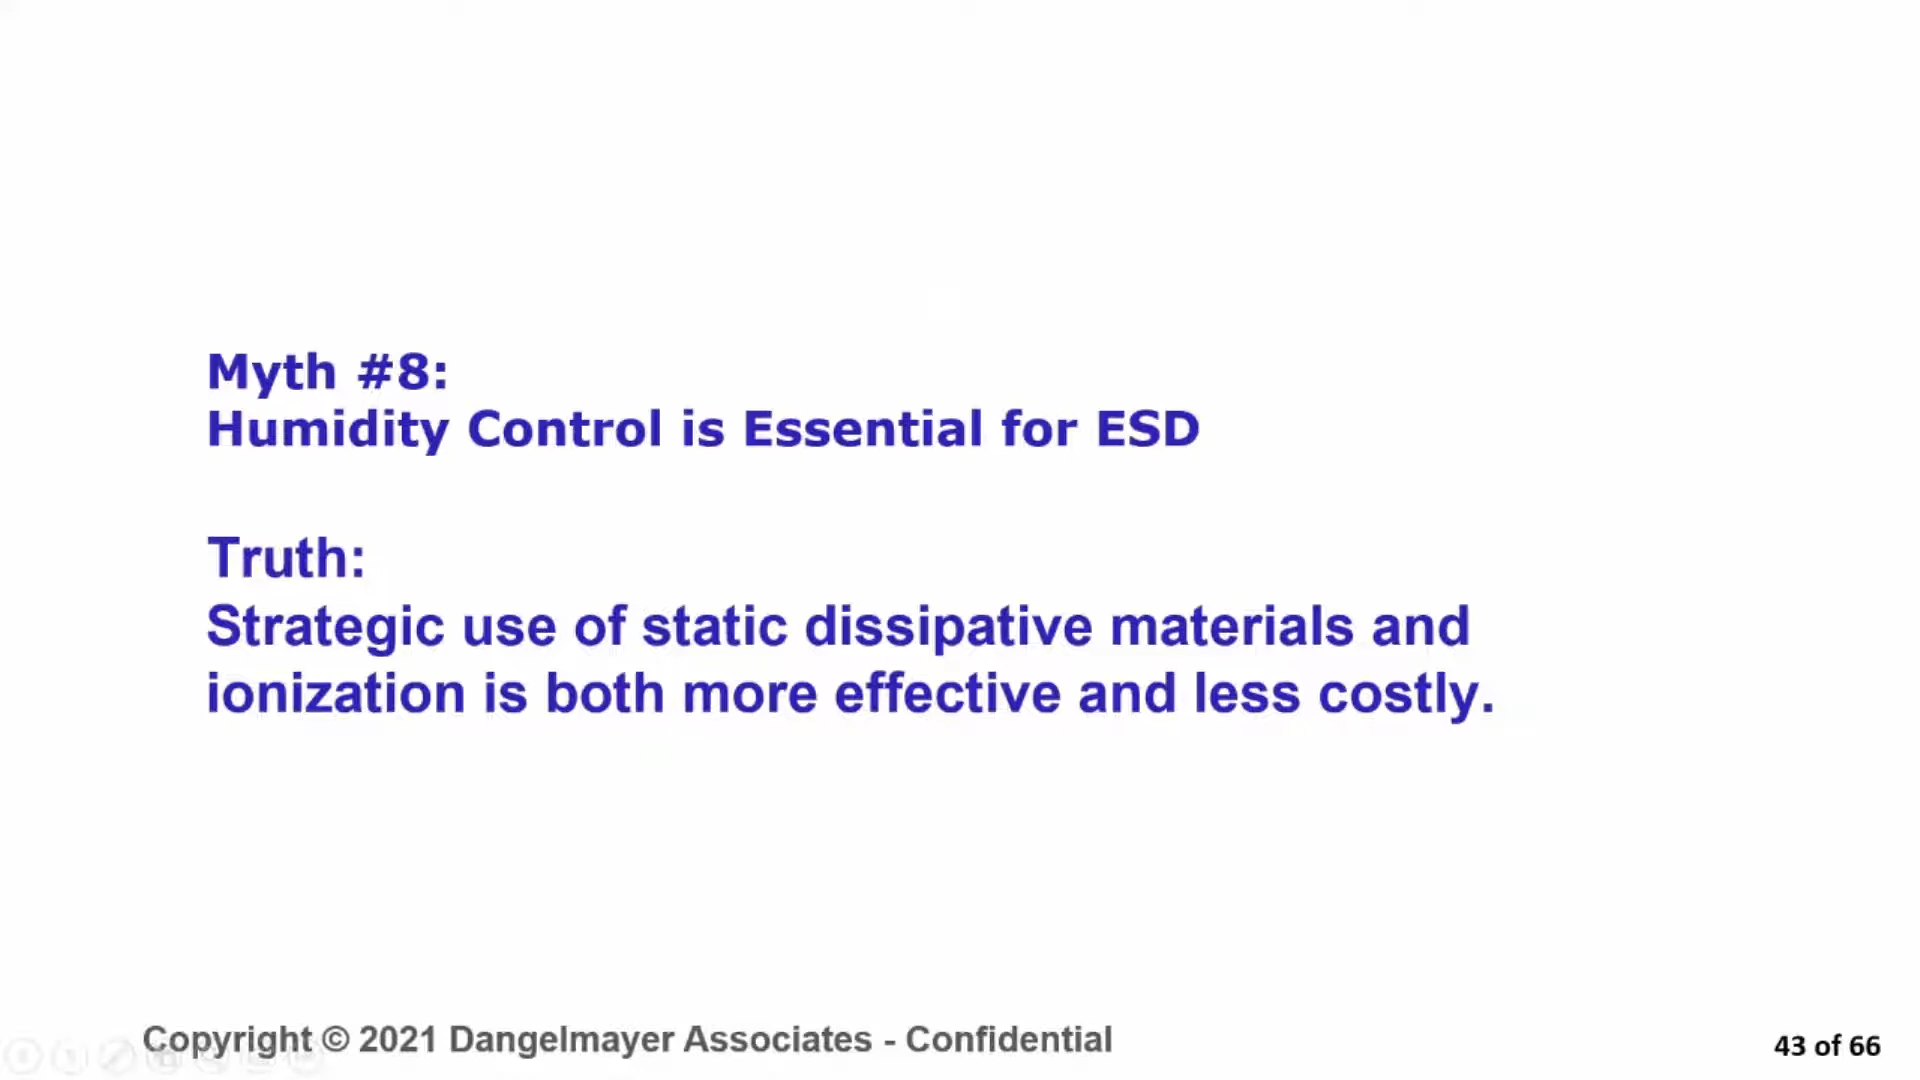 Myth #8:
Humidity Control is Essential for ESD
Truth:
Strategic use of static dissipative materials and
ionization is both more effective and less costly.
Copyright © 2021 Dangelmayer Associates - Confidential
43 of 66